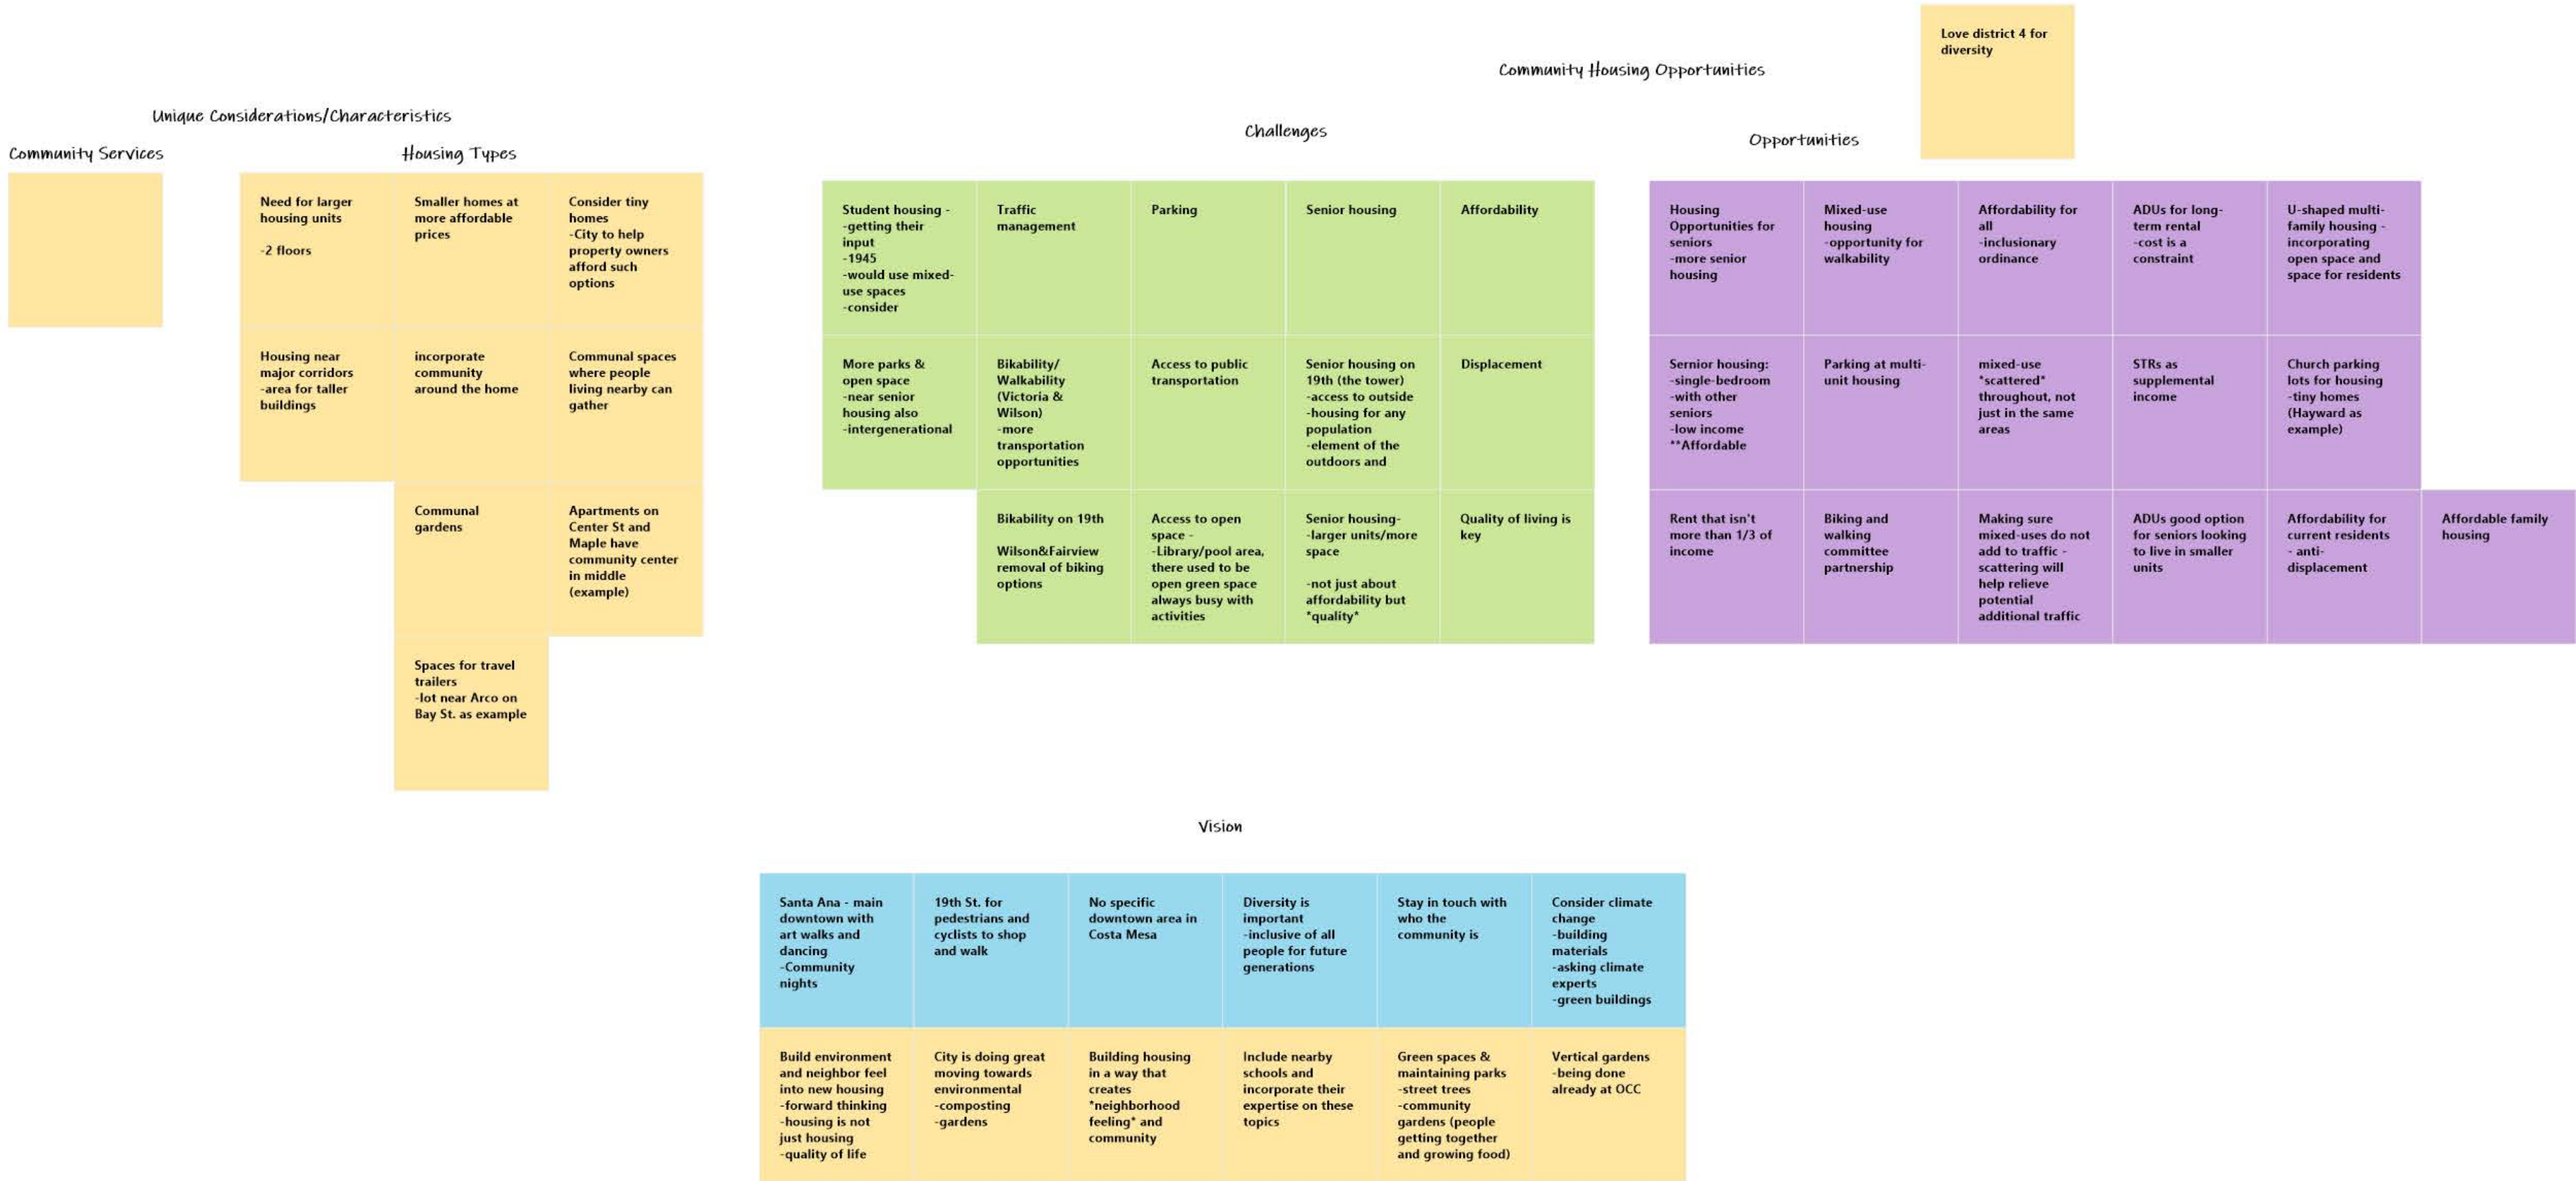 Love district 4 for
diversity
Community Housing Opportunities
Unique Considerations/Characteristics
Challenges
Opportunities
Community Services
Housing Types
Need for larger
housing units
-2 floors
Smaller homes at
more affordable
prices
Consider tiny
homes
-City to help
property owners
afford such
options
Housing near
major corridors
-area for taller
buildings
incorporate
community
around the home
Communal spaces
where people
living nearby can
gather
Communal
gardens
Apartments on
Center St and
Maple have
community center
in middle
(example)
Spaces for travel
trailers
-lot near Arco on
Bay St. as example
Student housing -
-getting their
input
-1945
-would use mixed-
use spaces
-consider
Traffic
management
Parking
Senior housing
Affordability
More parks &
open space
-near senior
housing also
-intergenerational
Bikability/
Walkability
(Victoria &
Wilson)
-more
transportation
opportunities
Access to public
transportation
Senior housing on
19th (the tower)
-access to outside
-housing for any
population
-element of the
outdoors and
Displacement
Bikability on 19th
Wilson&Fairview
removal of biking
options
Access to open
space -
-Library/pool area,
there used to be
open green space
always busy with
activities
Senior housing-
-larger units/more
space
-not just about
affordability but
*quality*
Quality of living is
key
Housing
Opportunities for
seniors
-more senior
housing
Mixed-use
housing
-opportunity for
walkability
Affordability for
all
-inclusionary
ordinance
ADUs for long-
term rental
-cost is a
constraint
U-shaped multi-
family housing -
incorporating
open space and
space for residents
Sernior housing:
-single-bedroom
-with other
seniors
-low income
**Affordable
Parking at multi-
unit housing
mixed-use
*scattered*
throughout, not
just in the same
areas
STRs as
supplemental
income
Church parking
lots for housing
-tiny homes
(Hayward as
example)
Rent that isn't
more than 1/3 of
income
Biking and
walking
committee
partnership
Making sure
mixed-uses do not
add to traffic -
scattering will
help relieve
potential
additional traffic
ADUs good option
for seniors looking
to live in smaller
units
Affordability for
current residents
- anti-
displacement
Affordable family
housing
Vision
Santa Ana - main
downtown with
art walks and
dancing
-Community
nights
19th St. for
pedestrians and
cyclists to shop
and walk
No specific
downtown area in
Costa Mesa
Diversity is
important
-inclusive of all
people for future
generations
Stay in touch with
who the
community is
Consider climate
change
-building
materials
-asking climate
experts
-green buildings
Build environment
and neighbor feel
into new housing
-forward thinking
-housing is not
just housing
-quality of life
City is doing great
moving towards
environmental
-composting
-gardens
Building housing
in a way that
creates
*neighborhood
feeling* and
community
Include nearby
schools and
incorporate their
expertise on these
topics
Green spaces &
maintaining parks
-street trees
-community
gardens (people
getting together
and growing food)
Vertical gardens
-being done
already at OCC